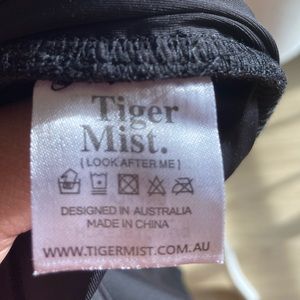 Tiger
Mist.
( LOOK AFTER ME )
DESIGNED IN AUSTRALIA
MADE IN CHINA
WWW.TIGERMIST.COM.AU